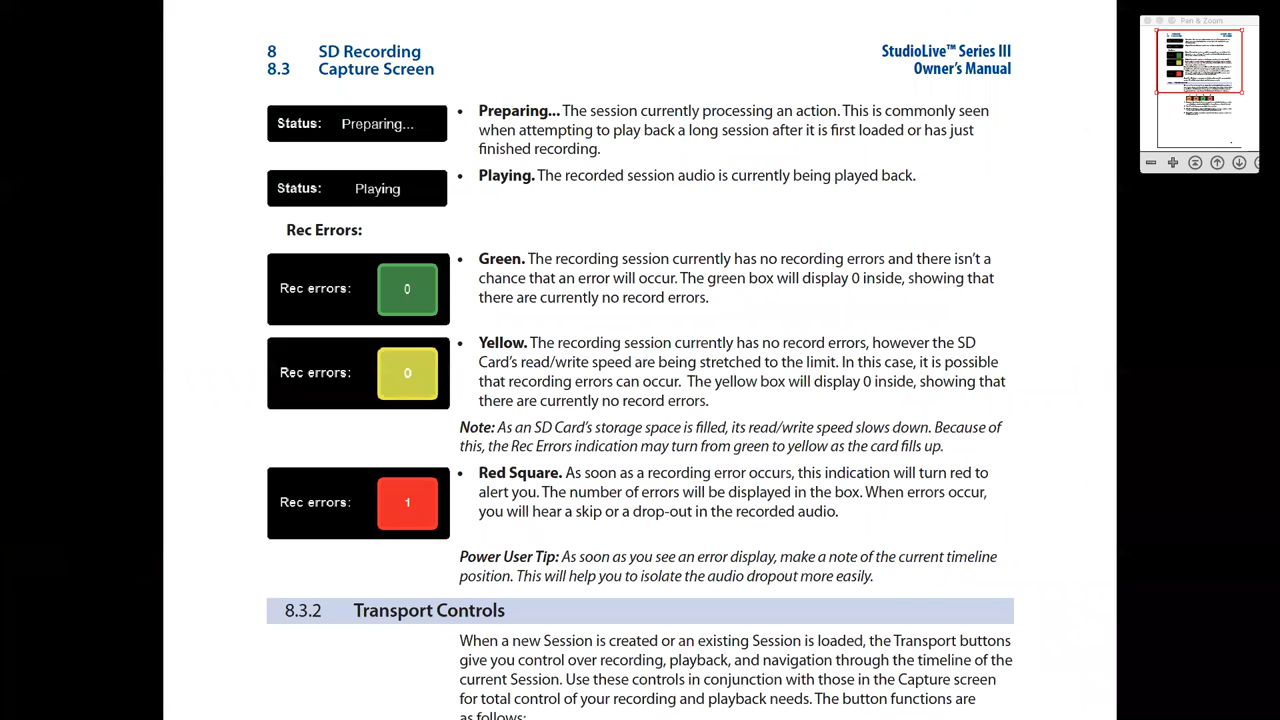 8 SD Recording
8.3 Capture Screen
StudioLive™ Series III
Owner's Manual
Pan & Zoom
Status: Preparing...
• Preparing... The session currently processing an action. This is commonly seen
when attempting to play back a long session after it is first loaded or has just
finished recording.
Status: Playing
• Playing. The recorded session audio is currently being played back.
Rec Errors:
Rec errors: 0
• Green. The recording session currently has no recording errors and there isn't a
chance that an error will occur. The green box will display 0 inside, showing that
there are currently no record errors.
Rec errors: 0
• Yellow. The recording session currently has no record errors, however the SD
Card's read/write speed are being stretched to the limit. In this case, it is possible
that recording errors can occur. The yellow box will display 0 inside, showing that
there are currently no record errors.
Note: As an SD Card's storage space is filled, its read/write speed slows down. Because of
this, the Rec Errors indication may turn from green to yellow as the card fills up.
Rec errors: 1
• Red Square. As soon as a recording error occurs, this indication will turn red to
alert you. The number of errors will be displayed in the box. When errors occur,
you will hear a skip or a drop-out in the recorded audio.
Power User Tip: As soon as you see an error display, make a note of the current timeline
position. This will help you to isolate the audio dropout more easily.
8.3.2 Transport Controls
When a new Session is created or an existing Session is loaded, the Transport buttons
give you control over recording, playback, and navigation through the timeline of the
current Session. Use these controls in conjunction with those in the Capture screen
for total control of your recording and playback needs. The button functions are
as follows: